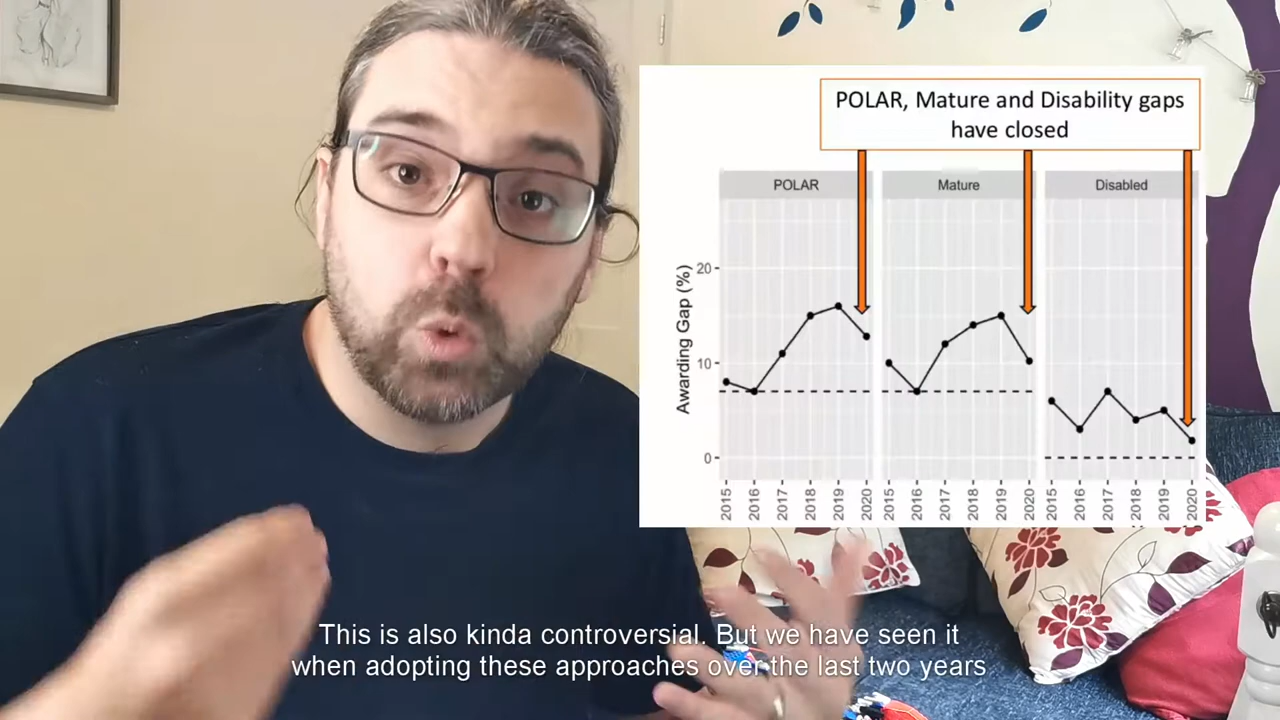 POLAR, Mature and Disability gaps
have closed
POLAR Mature Disabled
Awarding Gap (%)
20
10
0
2015 2016 2017 2018 2019 2020 2015 2016 2017 2018 2019 2020 2015 2016 2017 2018 2019 2020
This is also kinda controversial. But we have seen it
when adopting these approaches over the last two years